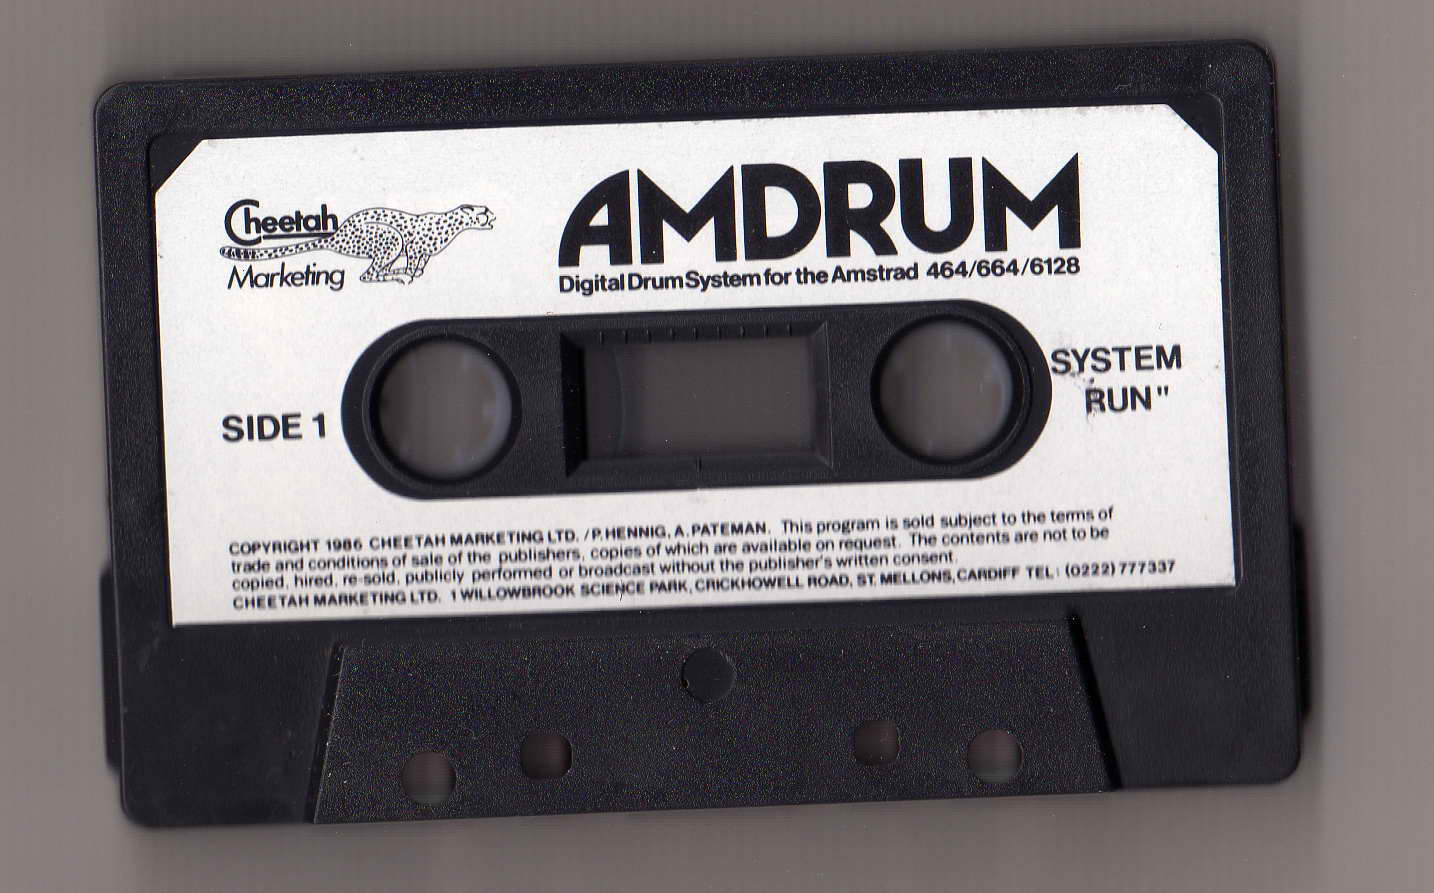 Cheetah
Marketing
AMDRUM
Digital Drum System for the Amstrad 464/664/6128
SYSTEM
RUN"
SIDE 1
COPYRIGHT 1986 CHEETAH MARKETING LTD. /P. HENNIG, A. PATEMAN. This program is sold subject to the terms of
trade and conditions of sale of the publishers, copies of which are available on request. The contents are not to be
copied, hired, re-sold, publicly performed or broadcast without the publisher's written consent.
CHEETAH MARKETING LTD. 1 WILLOWBROOK SCIENCE PARK, CRICKHOWELL ROAD, ST. MELLONS, CARDIFF TEL: (0222) 777337